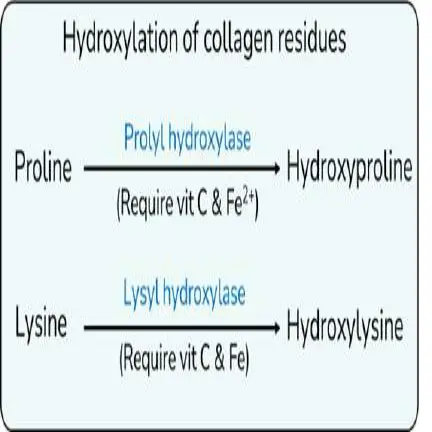 Hydroxylation of collagen residues
Prolyl hydroxylase
Proline
Hydroxyproline
(Require vit C & Fe²⁺)
Lysyl hydroxylase
Lysine
Hydroxylysine
(Require vit C & Fe)